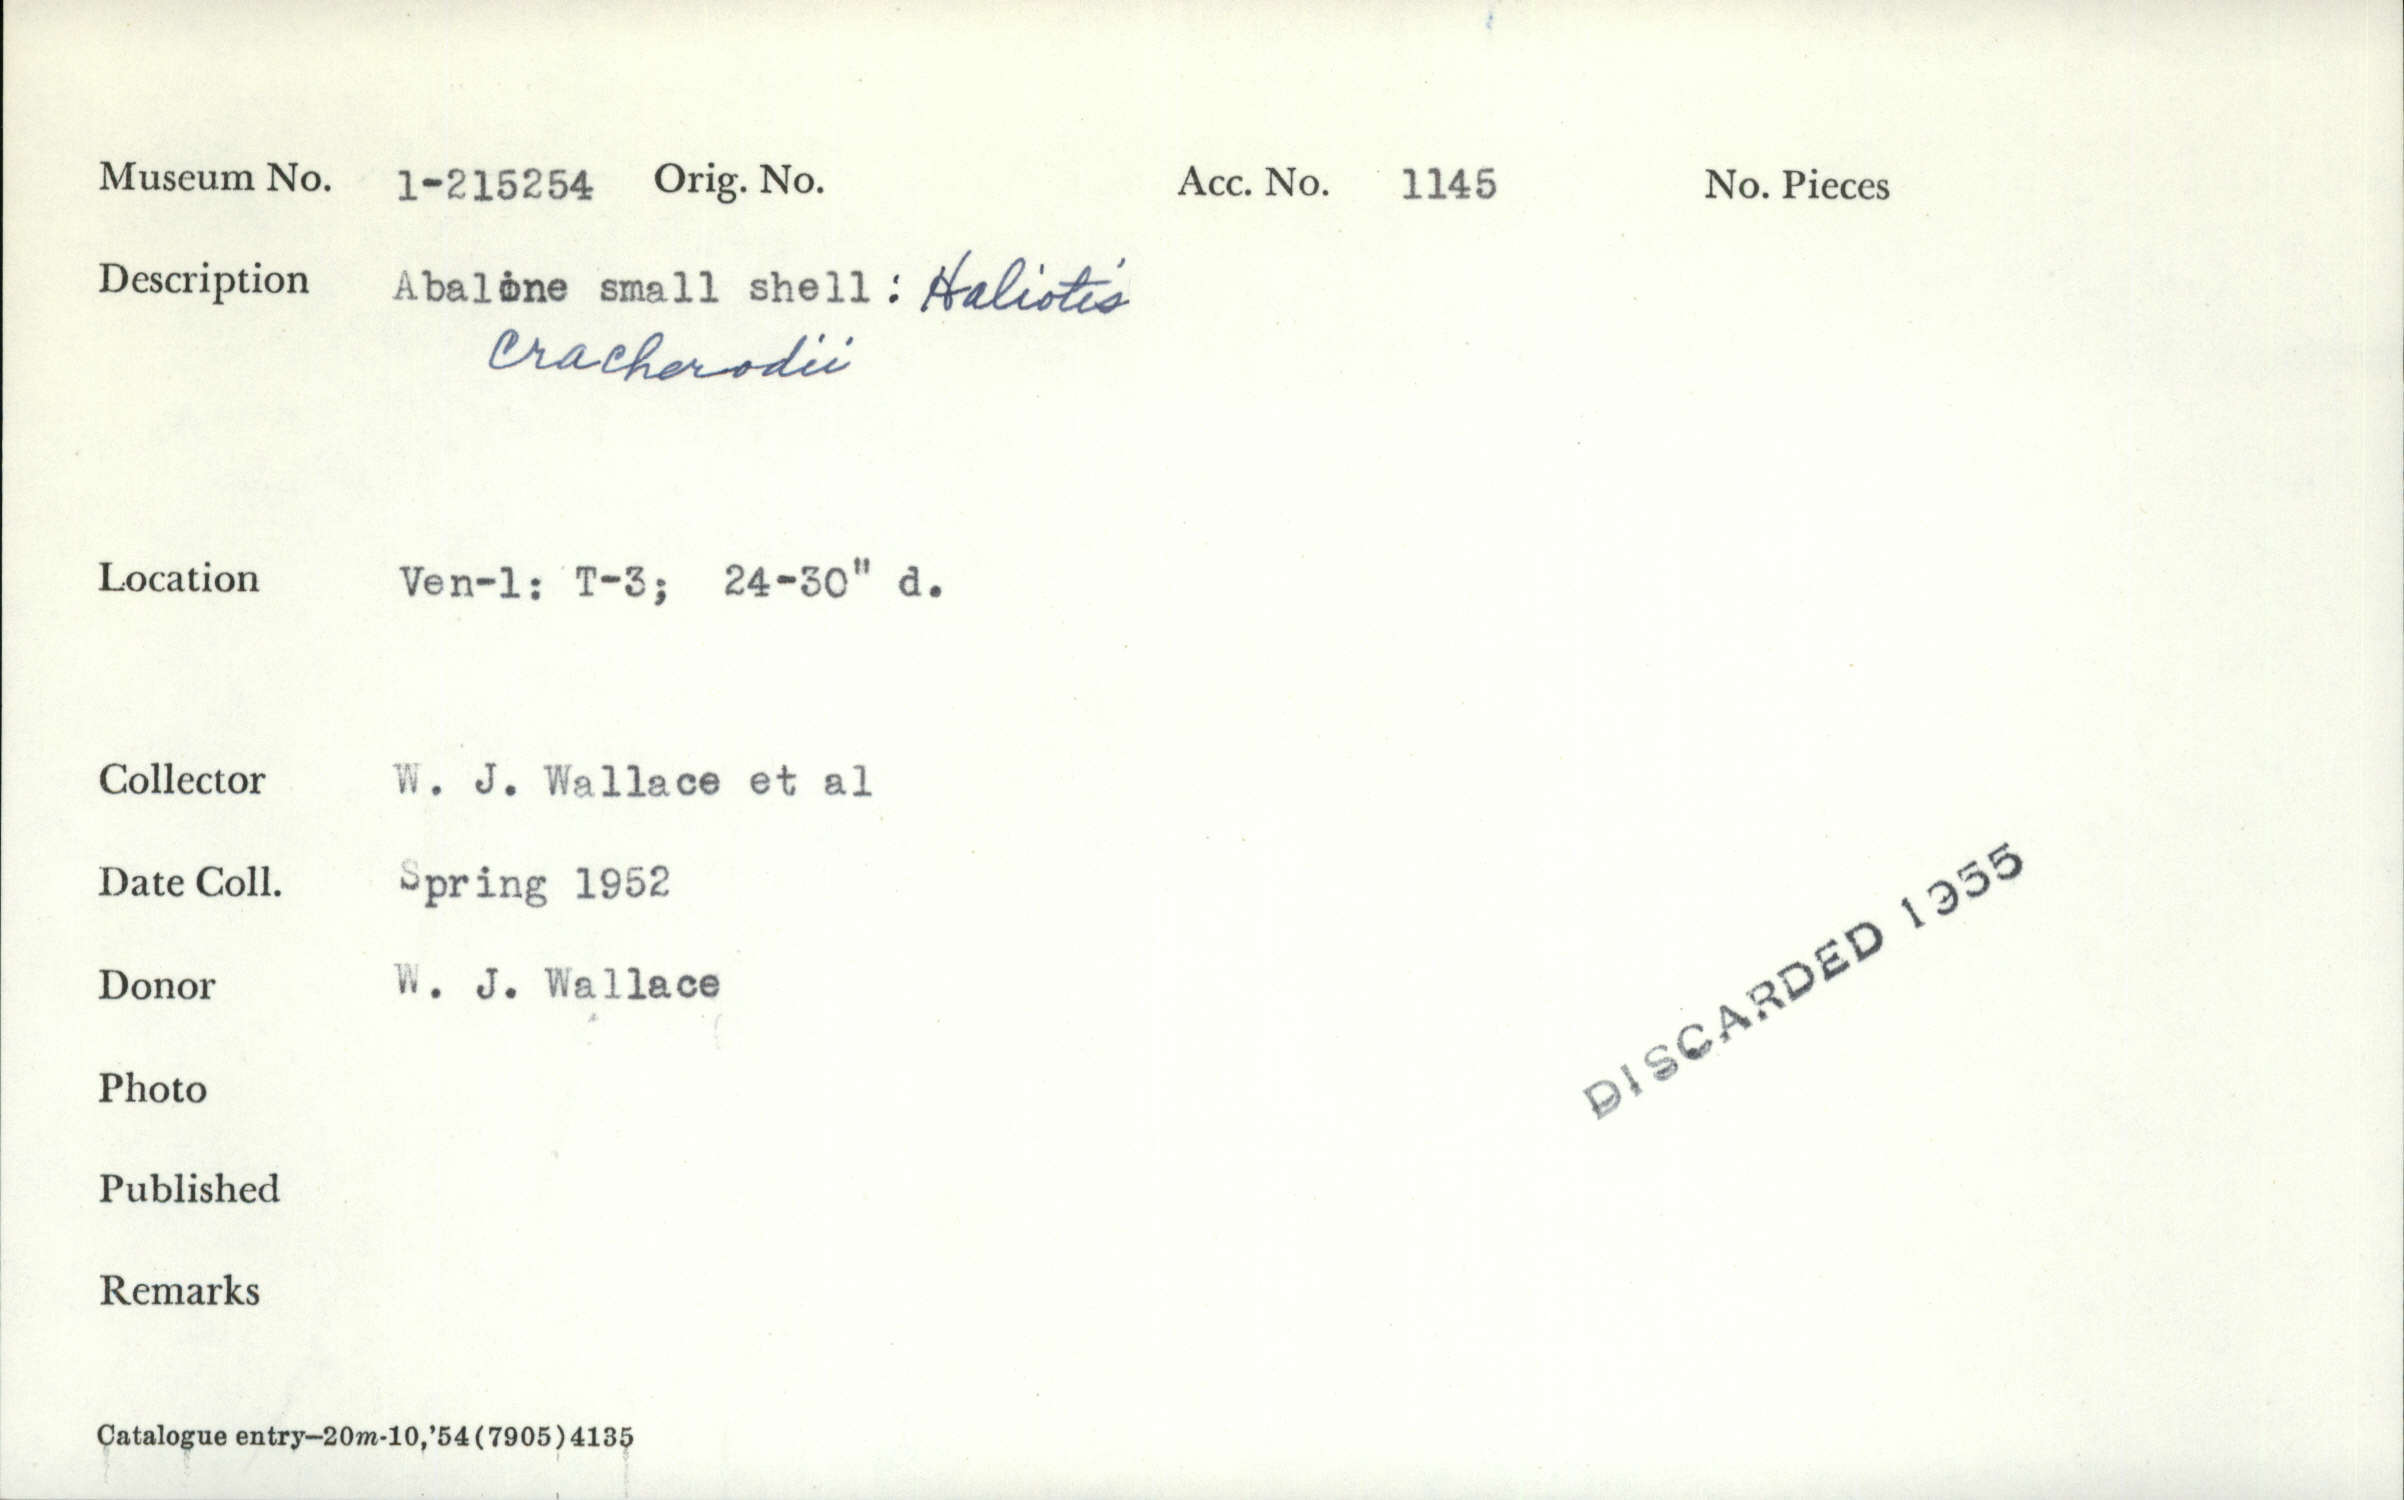 Museum No. 1-215254 Orig. No. Acc. No. 1145 No. Pieces
Description Abalone small shell: Haliotis
cracherodii
Location Ven-1: T-3; 24-30" d.
Collector W. J. Wallace et al
Date Coll. Spring 1952
Donor W. J. Wallace
DISCARDED 1955
Photo
Published
Remarks
Catalogue entry—20m-10,'54(7905)4135